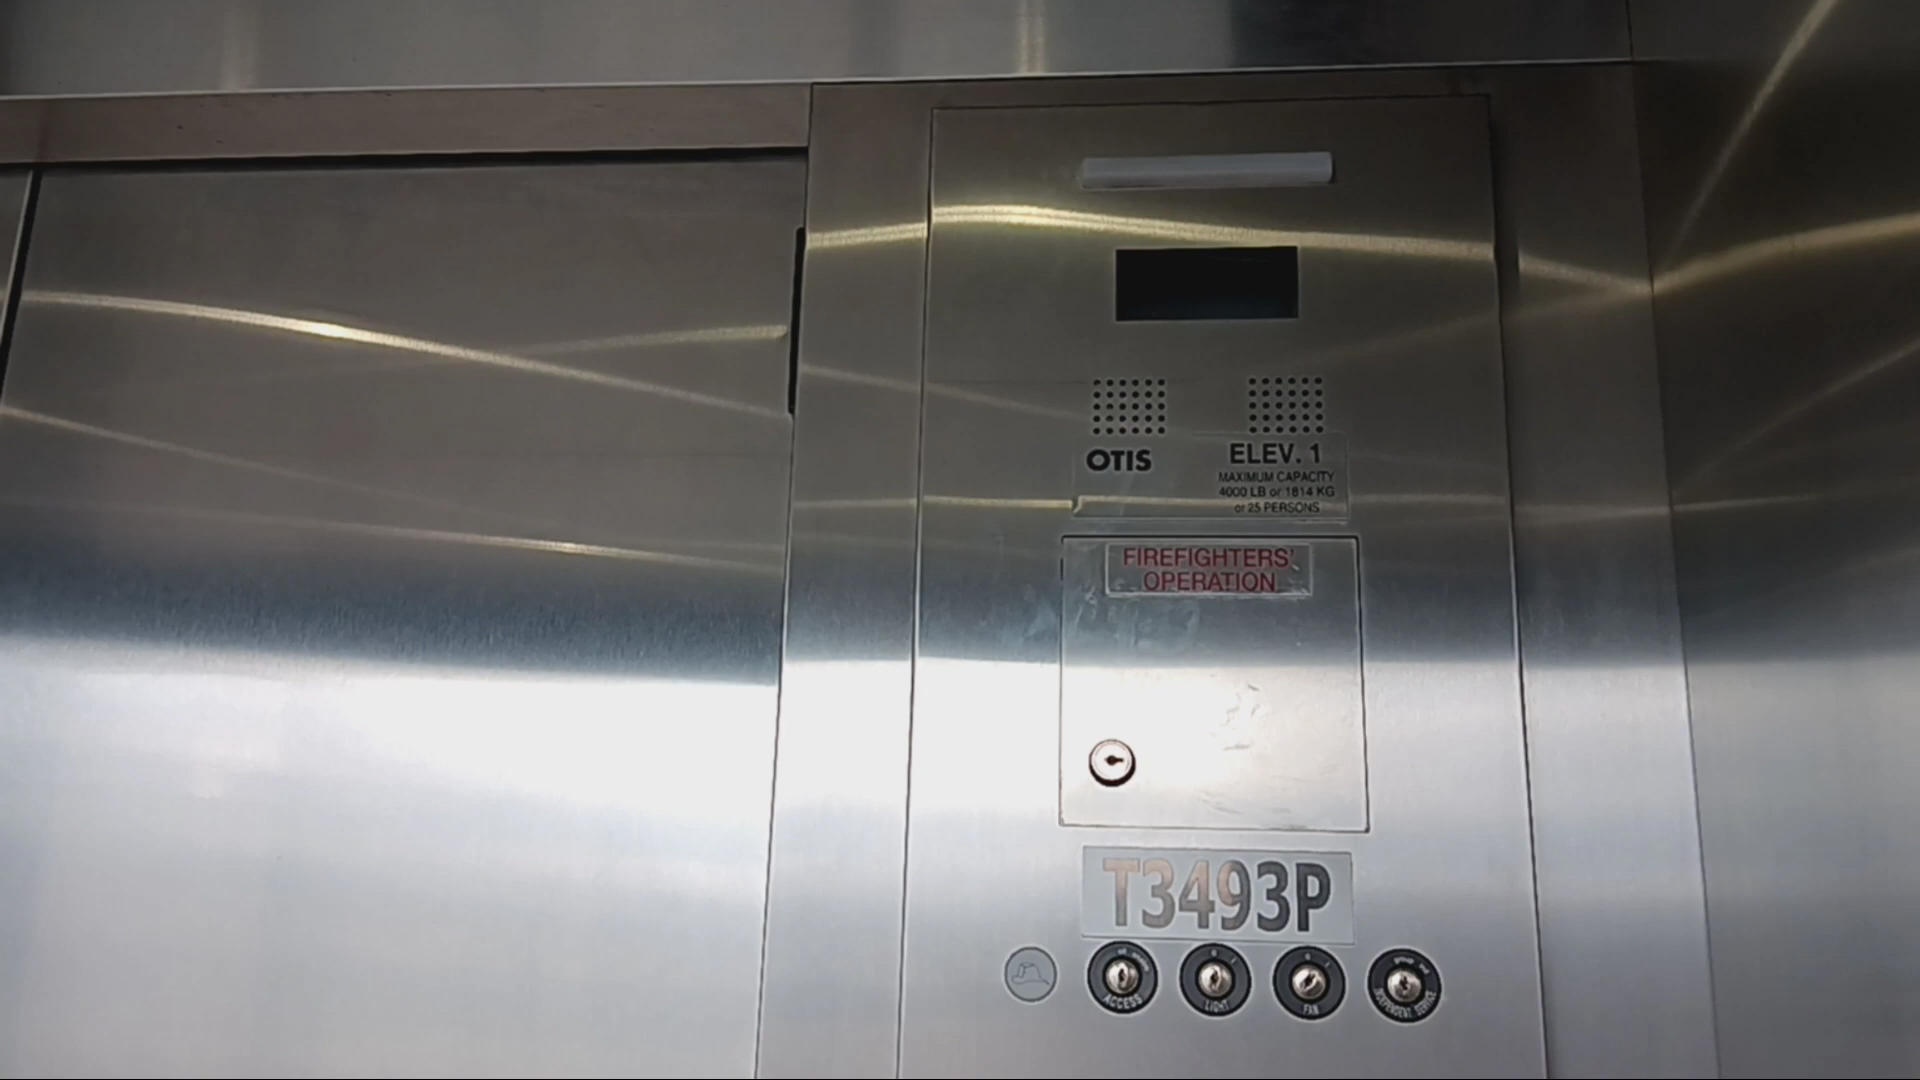 OTIS
ELEV. 1
MAXIMUM CAPACITY
4000 LB or 1814 KG
or 25 PERSONS
FIREFIGHTERS'
OPERATION
T3493P
ACCESS
LIGHT
FAN
INDEPENDENT SERVICE